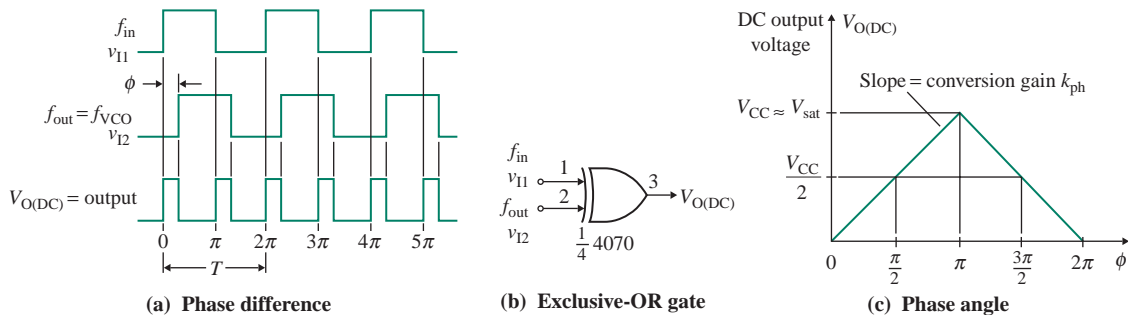 f_in
v_I1
ϕ
f_out = f_VCO
v_I2
V_O(DC) = output
0 π 2π 3π 4π 5π
T
(a) Phase difference
f_in
v_I1
1
2
3
V_O(DC)
f_out
v_I2
1/4 4070
(b) Exclusive-OR gate
DC output
voltage
V_O(DC)
Slope = conversion gain k_ph
V_CC ≈ V_sat
V_CC/2
0 π/2 π 3π/2 2π ϕ
(c) Phase angle